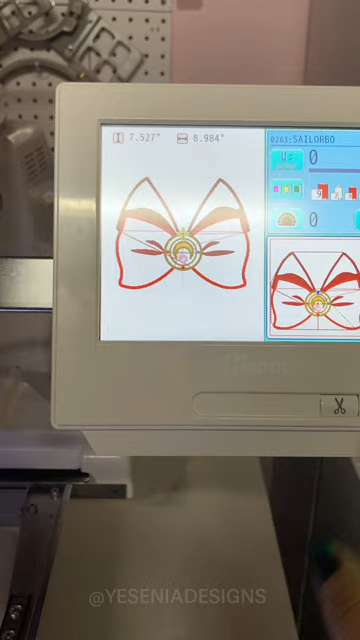 7.527" 8.984"
0263:SAILORBO
0
0
@YESENIADESIGNS